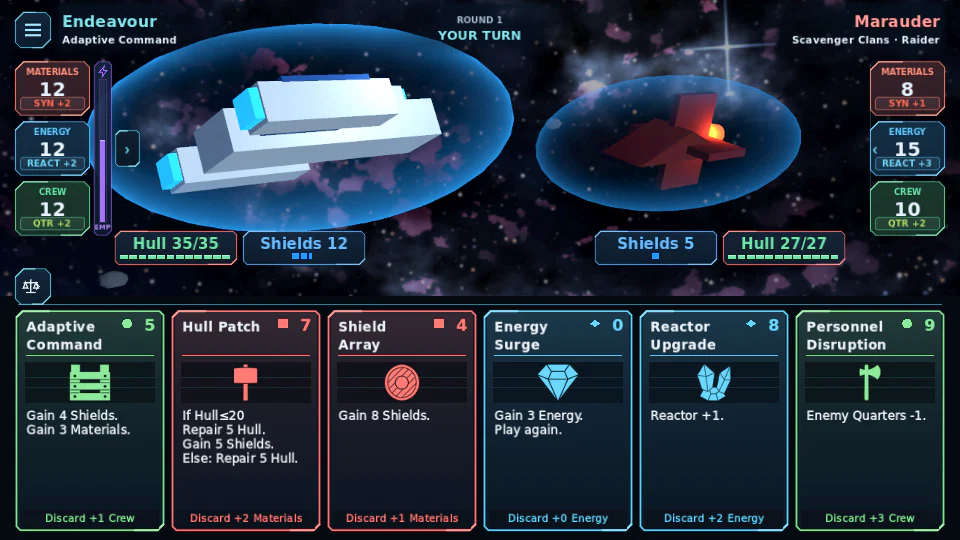 Endeavour
Adaptive Command
ROUND 1
YOUR TURN
Marauder
Scavenger Clans · Raider
MATERIALS
12
SYN +2
ENERGY
12
REACT +2
CREW
12
QTR +2
EMP
MATERIALS
8
SYN +1
ENERGY
15
REACT +3
CREW
10
QTR +2
Hull 35/35
Shields 12
Shields 5
Hull 27/27
Adaptive Command
5
Gain 4 Shields.
Gain 3 Materials.
Discard +1 Crew
Hull Patch
7
If Hull≤20
Repair 5 Hull.
Gain 5 Shields.
Else: Repair 5 Hull.
Discard +2 Materials
Shield Array
4
Gain 8 Shields.
Discard +1 Materials
Energy Surge
0
Gain 3 Energy.
Play again.
Discard +0 Energy
Reactor Upgrade
8
Reactor +1.
Discard +2 Energy
Personnel Disruption
9
Enemy Quarters -1.
Discard +3 Crew